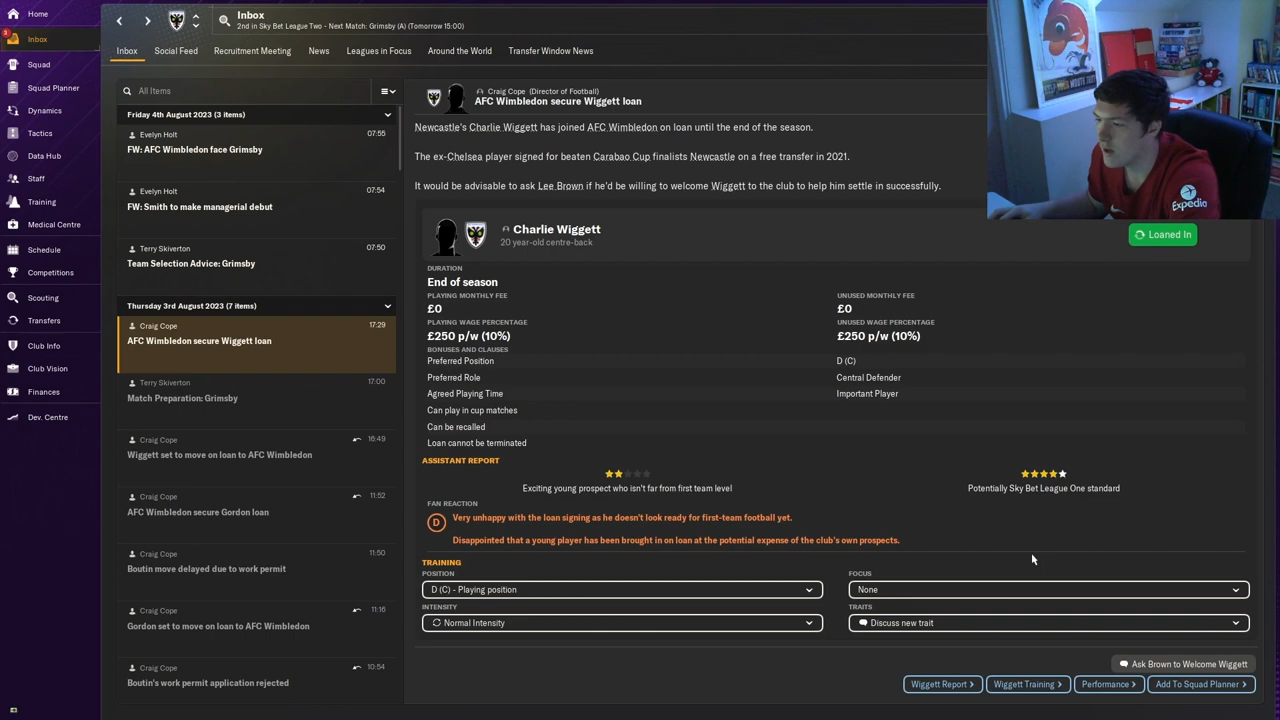 Home
3
Inbox
Squad
Squad Planner
Dynamics
Tactics
Data Hub
Staff
Training
Medical Centre
Schedule
Competitions
Scouting
Transfers
Club Info
Club Vision
Finances
Dev. Centre
Inbox
2nd in Sky Bet League Two - Next Match: Grimsby (A) (Tomorrow 15:00)
Inbox
Social Feed
Recruitment Meeting
News
Leagues in Focus
Around the World
Transfer Window News
All Items
Friday 4th August 2023 (3 items)
Evelyn Holt 07:55
FW: AFC Wimbledon face Grimsby
Evelyn Holt 07:54
FW: Smith to make managerial debut
Terry Skiverton 07:50
Team Selection Advice: Grimsby
Thursday 3rd August 2023 (7 items)
Craig Cope 17:29
AFC Wimbledon secure Wiggett loan
Terry Skiverton 17:00
Match Preparation: Grimsby
Craig Cope 16:49
Wiggett set to move on loan to AFC Wimbledon
Craig Cope 11:52
AFC Wimbledon secure Gordon loan
Craig Cope 11:50
Boutin move delayed due to work permit
Craig Cope 11:16
Gordon set to move on loan to AFC Wimbledon
Craig Cope 10:54
Boutin's work permit application rejected
Craig Cope (Director of Football)
AFC Wimbledon secure Wiggett loan
Newcastle's Charlie Wiggett has joined AFC Wimbledon on loan until the end of the season.
The ex-Chelsea player signed for beaten Carabao Cup finalists Newcastle on a free transfer in 2021.
It would be advisable to ask Lee Brown if he'd be willing to welcome Wiggett to the club to help him settle in successfully.
Charlie Wiggett
20 year-old centre-back
Loaned In
DURATION
End of season
PLAYING MONTHLY FEE UNUSED MONTHLY FEE
£0 £0
PLAYING WAGE PERCENTAGE UNUSED WAGE PERCENTAGE
£250 p/w (10%) £250 p/w (10%)
BONUSES AND CLAUSES
Preferred Position D (C)
Preferred Role Central Defender
Agreed Playing Time Important Player
Can play in cup matches
Can be recalled
Loan cannot be terminated
ASSISTANT REPORT
Exciting young prospect who isn't far from first team level Potentially Sky Bet League One standard
FAN REACTION
D
Very unhappy with the loan signing as he doesn't look ready for first-team football yet.
Disappointed that a young player has been brought in on loan at the potential expense of the club's own prospects.
TRAINING
POSITION FOCUS
D (C) - Playing position None
INTENSITY TRAITS
Normal Intensity Discuss new trait
Ask Brown to Welcome Wiggett
Wiggett Report > Wiggett Training > Performance > Add To Squad Planner >
Expedia